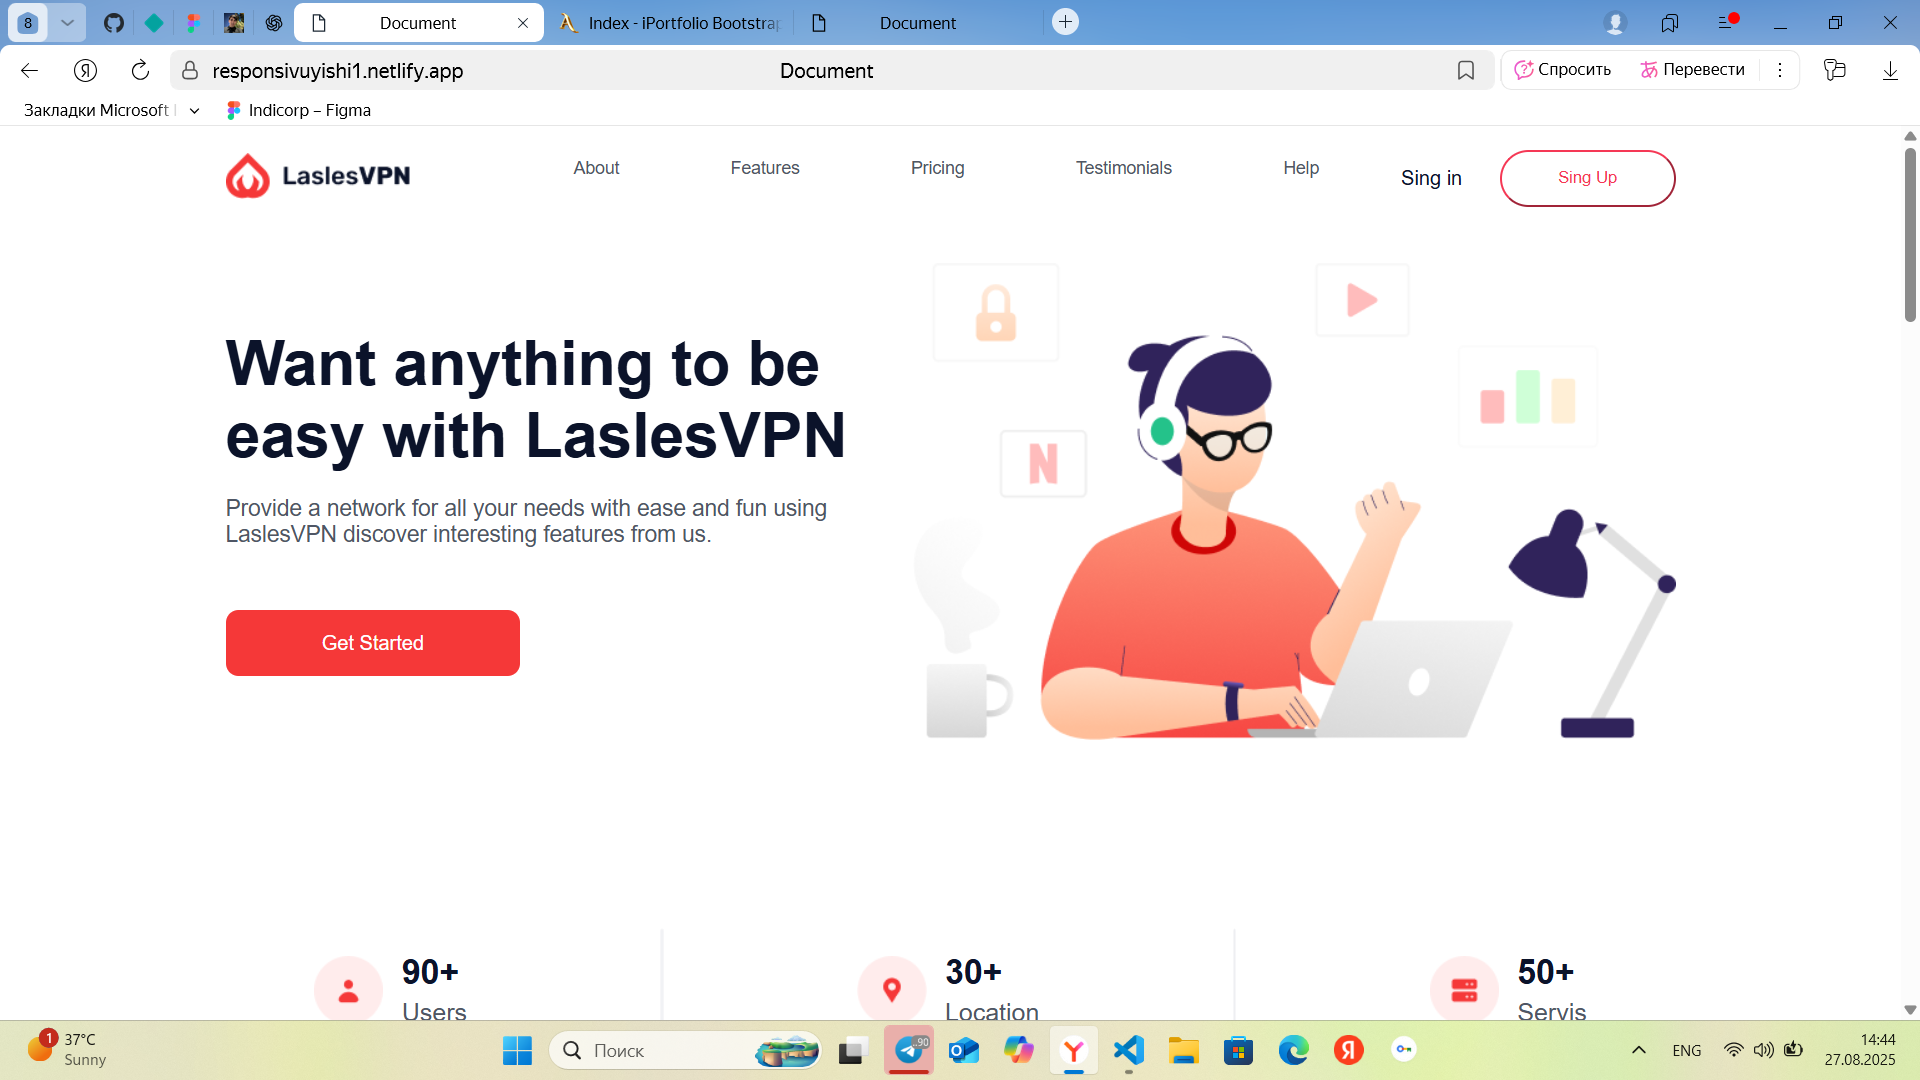 8
Document
Index - iPortfolio Bootstrap
Document
responsivuyishi1.netlify.app
Document
Спросить
Перевести
Закладки Microsoft
Indicorp – Figma
LaslesVPN
About
Features
Pricing
Testimonials
Help
Sing in
Sing Up
Want anything to be
easy with LaslesVPN
Provide a network for all your needs with ease and fun using
LaslesVPN discover interesting features from us.
Get Started
N
90+
Users
30+
Location
50+
Servis
1
37°C
Sunny
Поиск
..90
ENG
14:44
27.08.2025